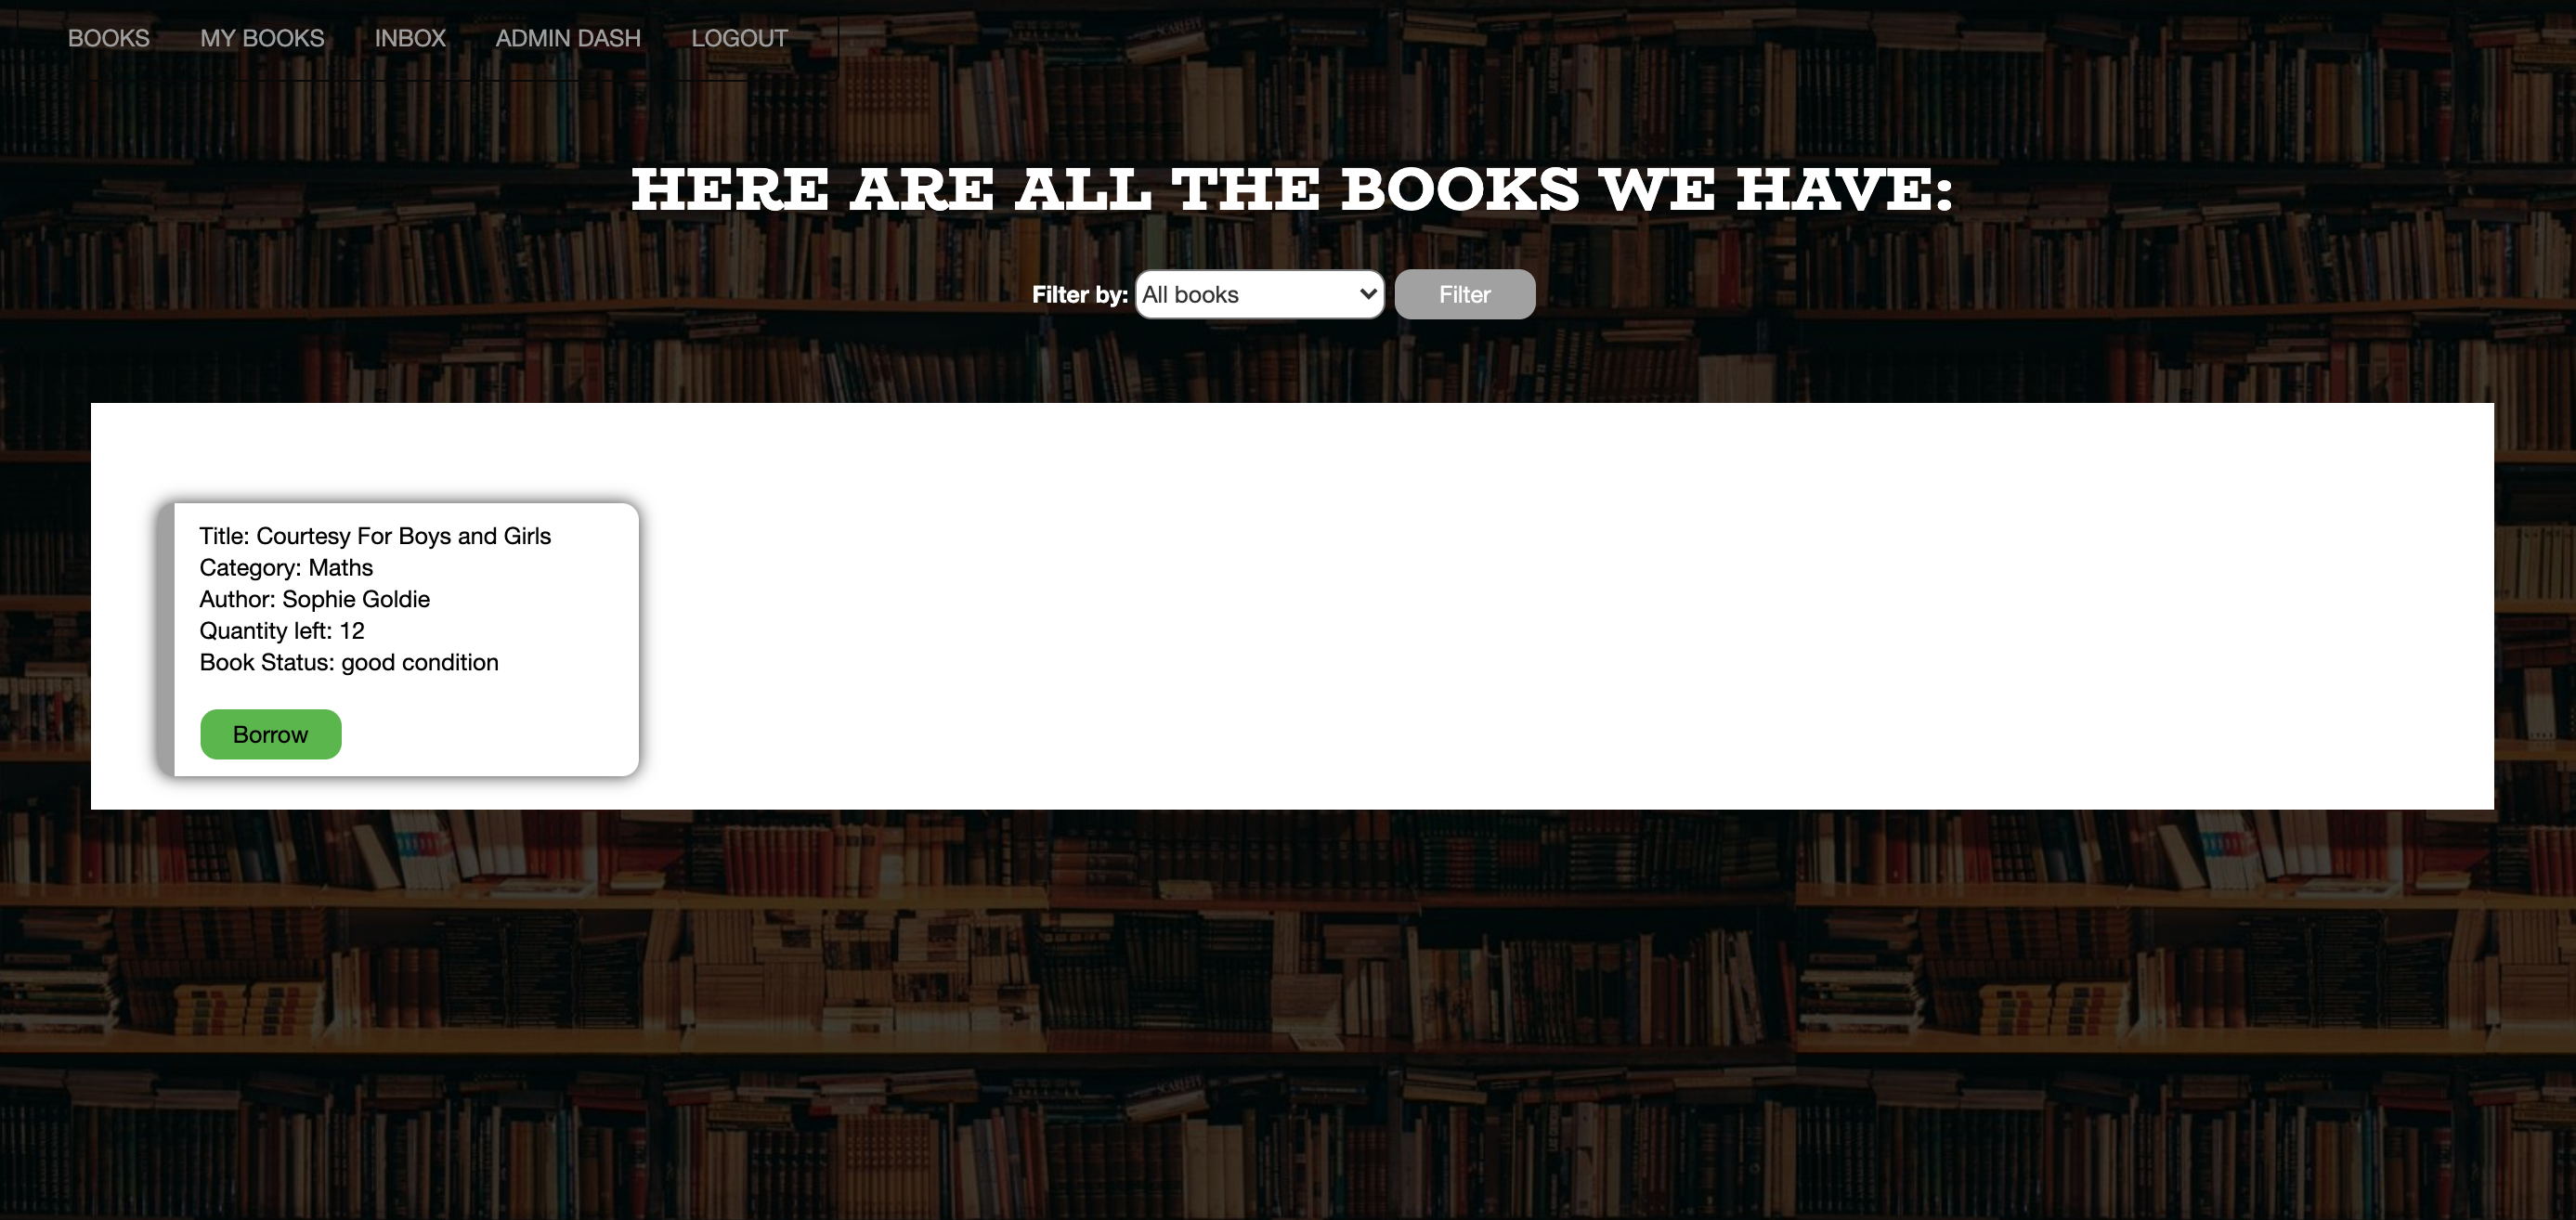 BOOKS MY BOOKS INBOX ADMIN DASH LOGOUT
HERE ARE ALL THE BOOKS WE HAVE:
Filter by: All books Filter
Title: Courtesy For Boys and Girls
Category: Maths
Author: Sophie Goldie
Quantity left: 12
Book Status: good condition
Borrow